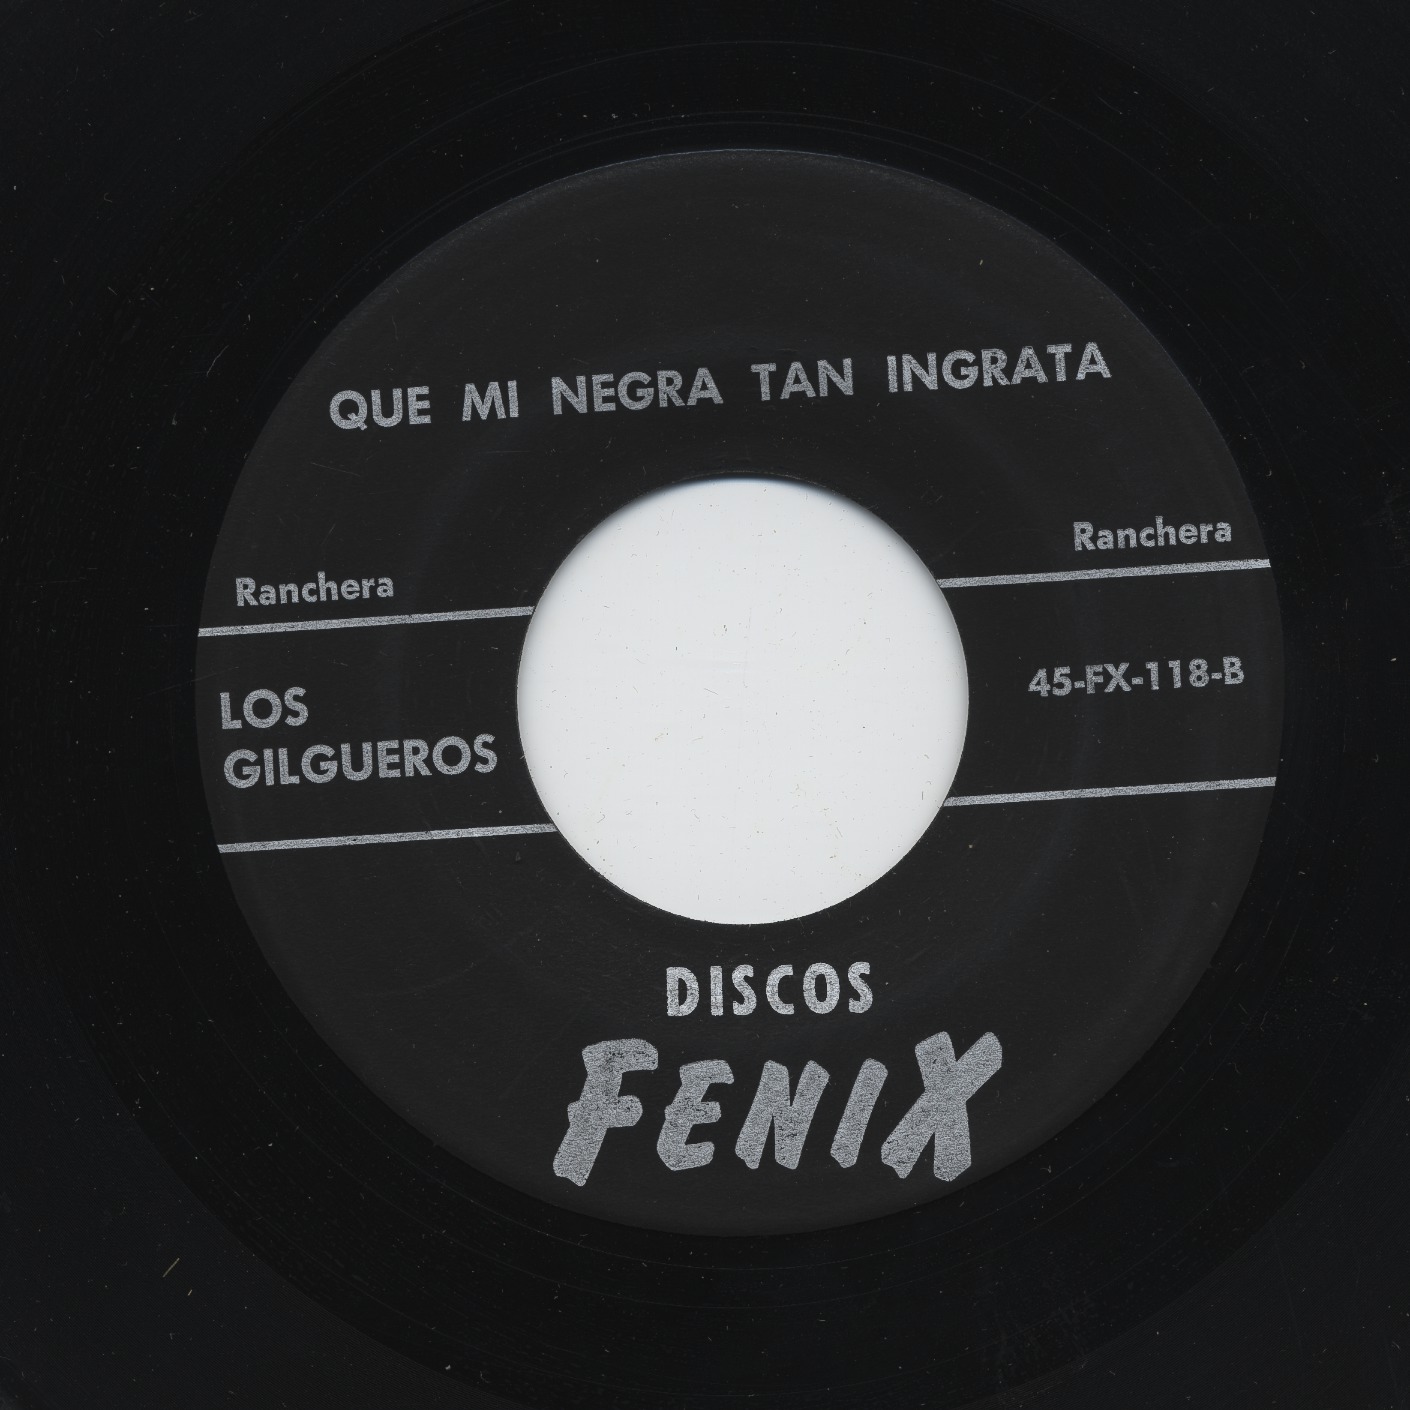 QUE MI NEGRA TAN INGRATA
Ranchera
Ranchera
LOS
GILGUEROS
45-FX-118-B
DISCOS
FENIX